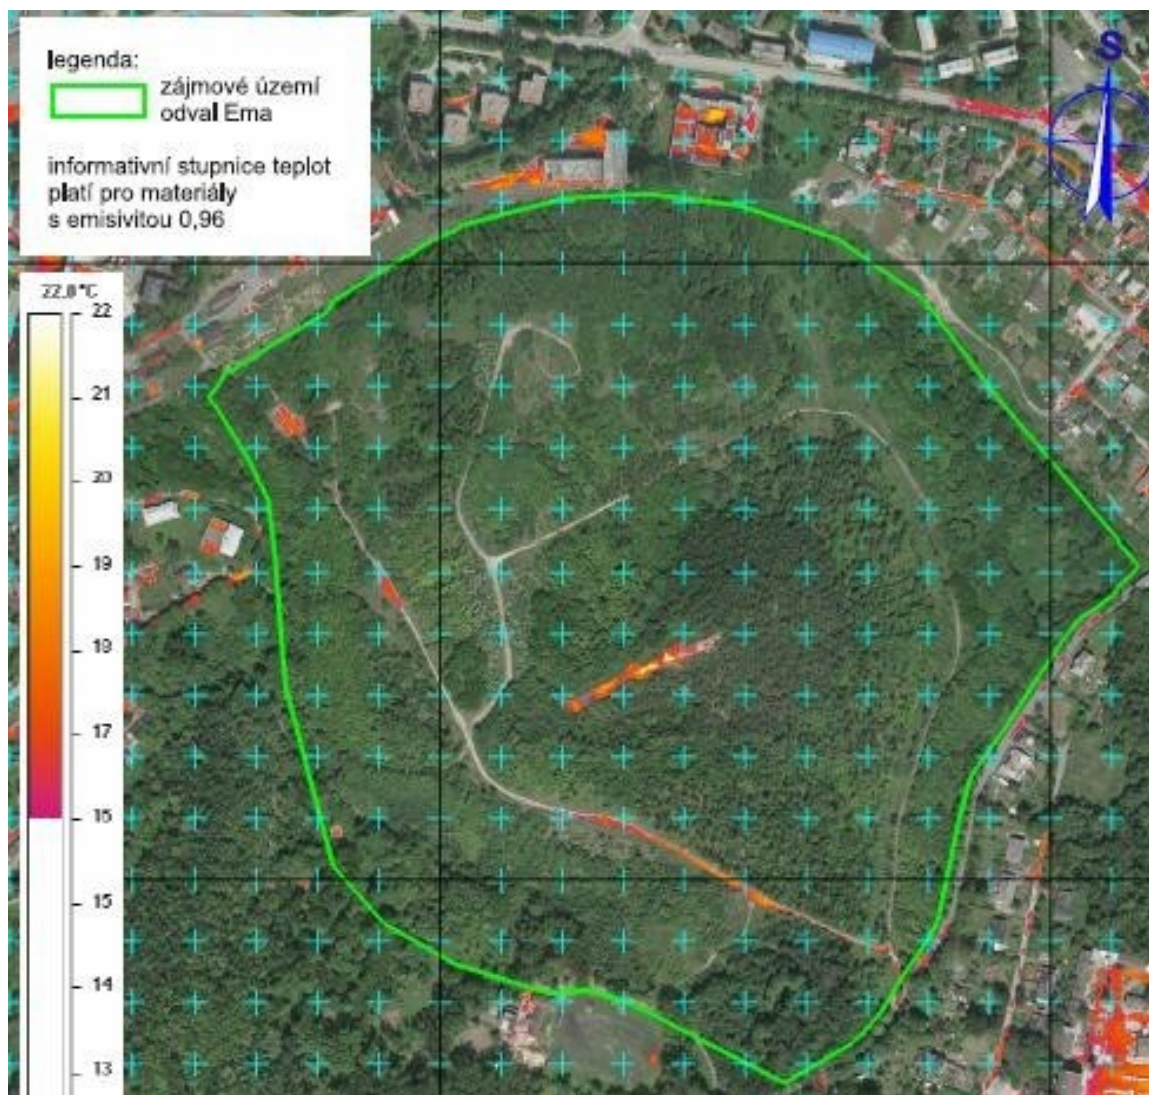 legenda:
zájmové území
odval Ema
informativní stupnice teplot
platí pro materiály
s emisivitou 0,96
S
22.0 °C
22
21
20
19
19
17
15
15
14
13